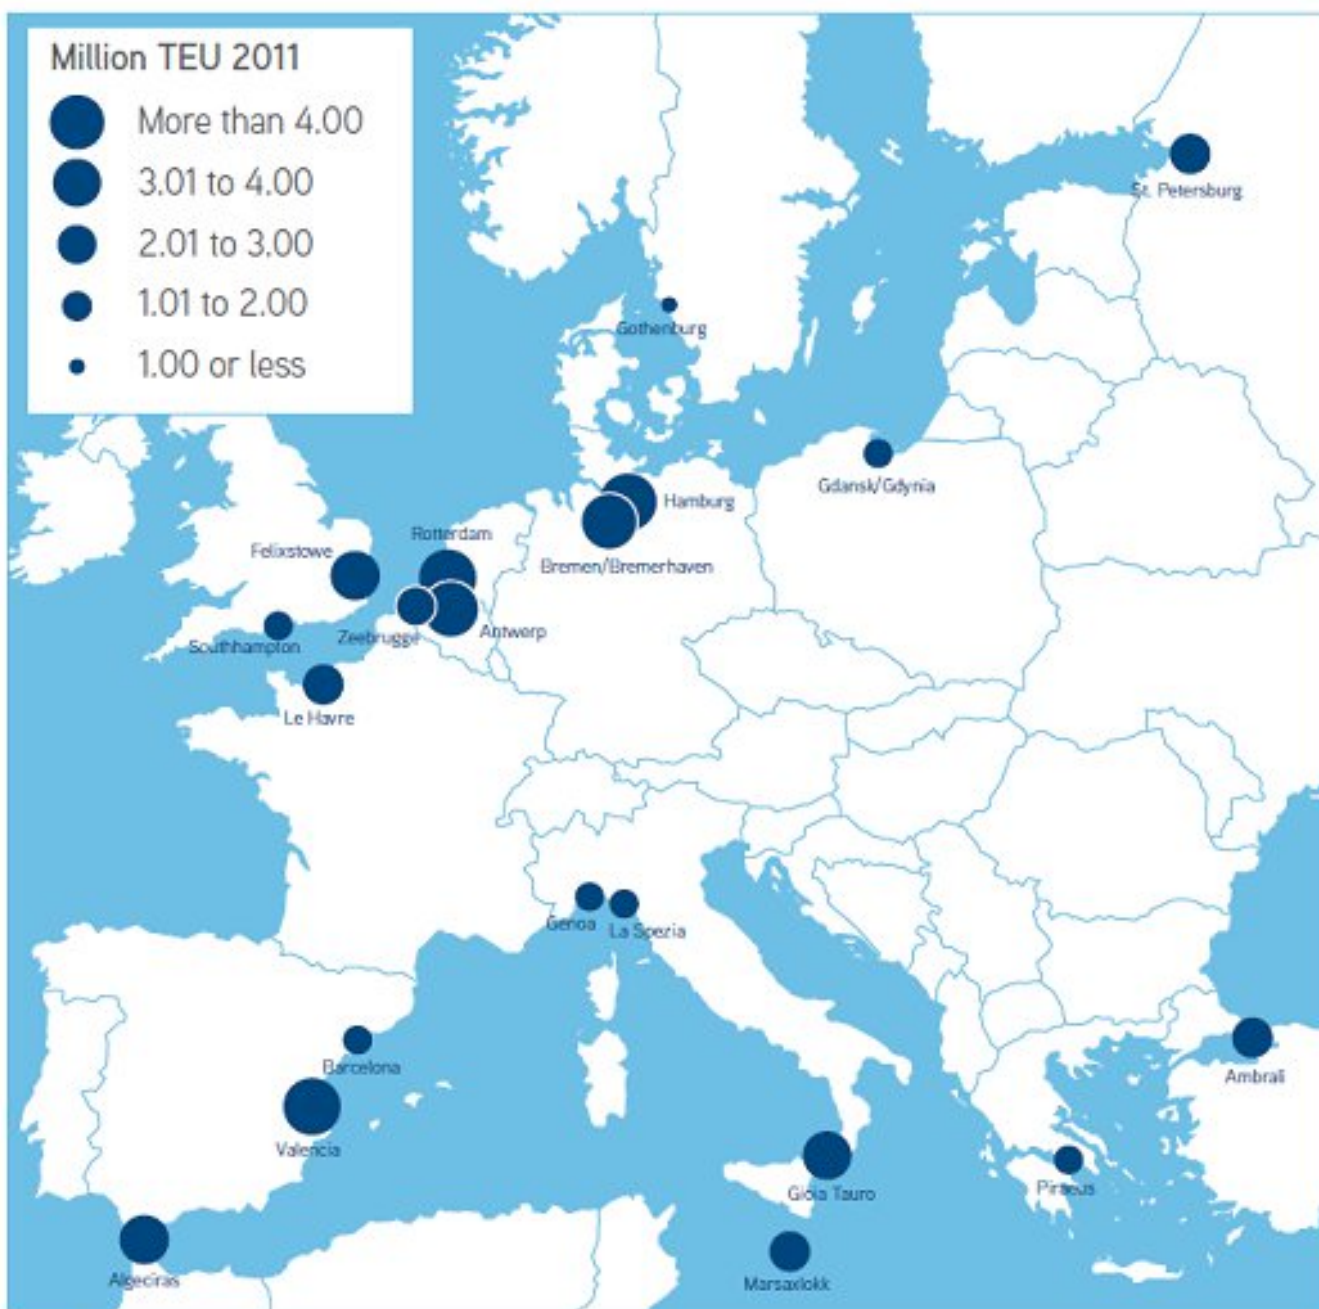 Million TEU 2011
More than 4.00
3.01 to 4.00
2.01 to 3.00
1.01 to 2.00
1.00 or less
St. Petersburg
Gothenburg
Gdansk/Gdynia
Hamburg
Rotterdam
Felixstowe
Bremen/Bremerhaven
Zeebrugge
Antwerp
Southhampton
Le Havre
Genoa
La Spezia
Barcelona
Ambrali
Valencia
Piraeus
Gioia Tauro
Algeciras
Marsaxlokk